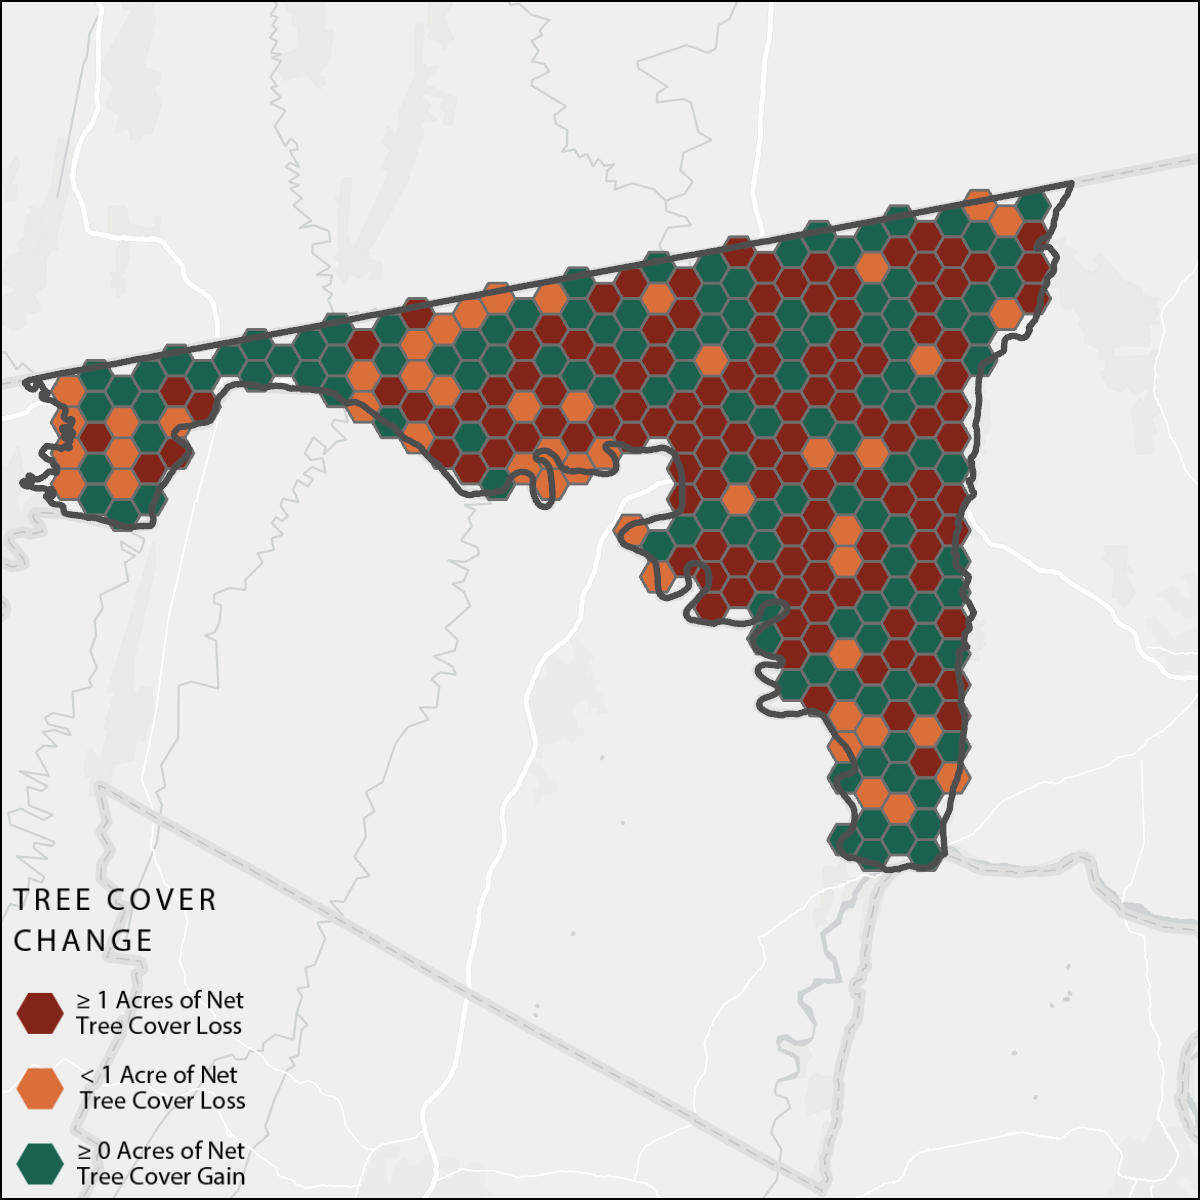 TREE COVER
CHANGE
≥ 1 Acres of Net
Tree Cover Loss
< 1 Acre of Net
Tree Cover Loss
≥ 0 Acres of Net
Tree Cover Gain